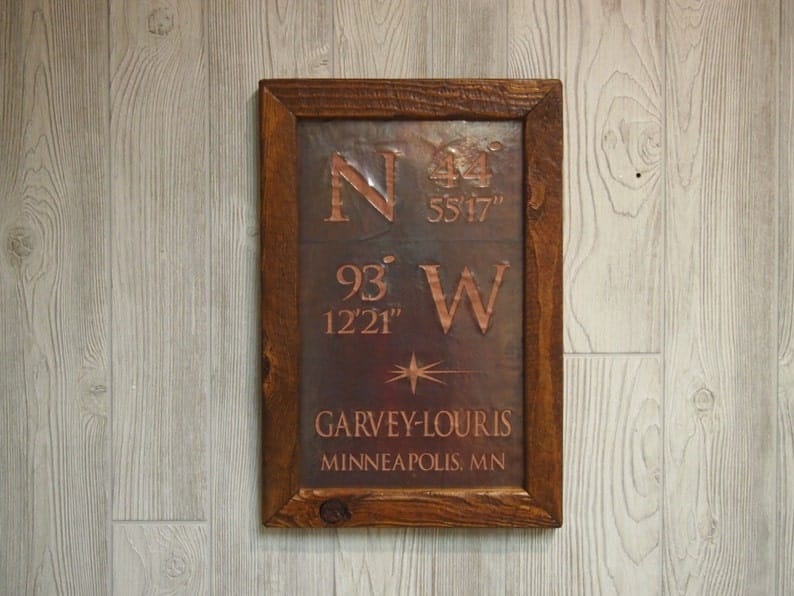 N 44°
55'17"
93° W
12'21"
GARVEY-LOURIS
MINNEAPOLIS, MN